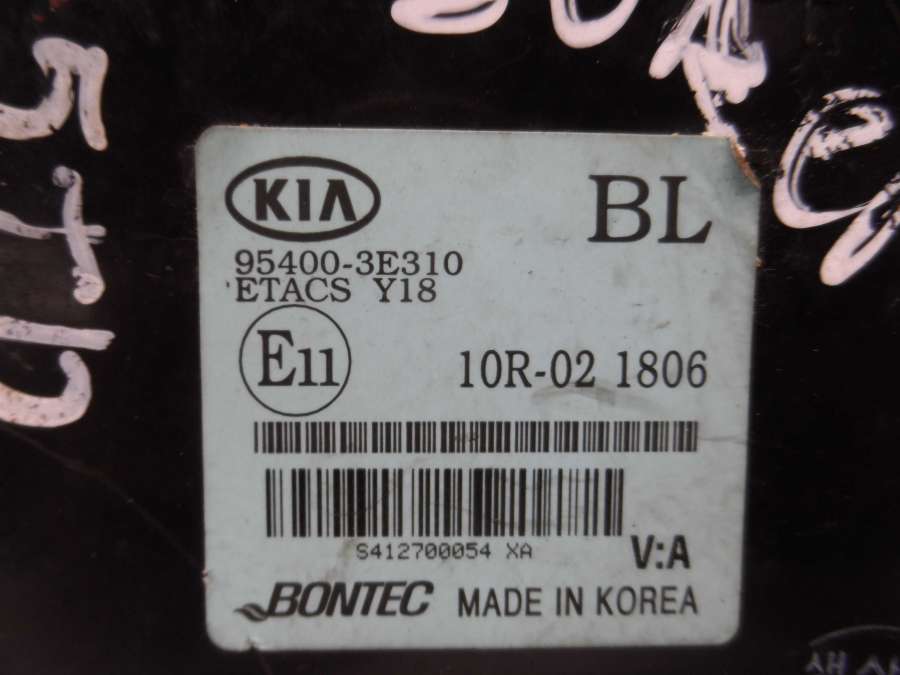 KIA
BL
95400-3E310
ETACS Y18
E11
10R-02 1806
S412700054 XA
V:A
BONTEC MADE IN KOREA